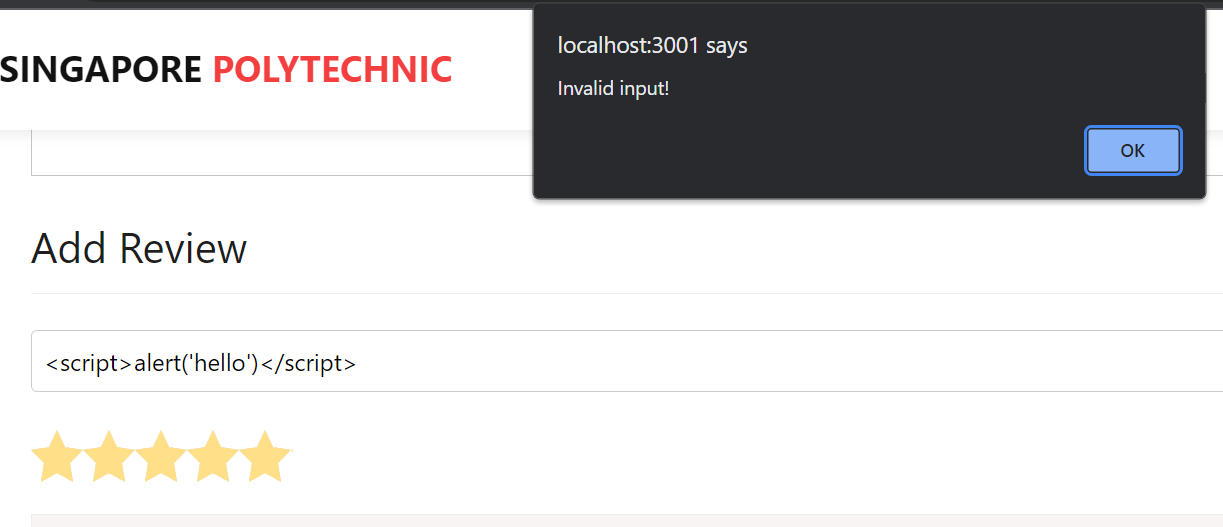 localhost:3001 says
SINGAPORE POLYTECHNIC
Invalid input!
OK
Add Review
<script>alert('hello')</script>